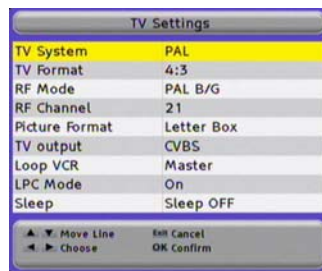 TV Settings
TV System PAL
TV Format 4:3
RF Mode PAL B/G
RF Channel 21
Picture Format Letter Box
TV output CVBS
Loop VCR Master
LPC Mode On
Sleep Sleep OFF
▲ ▼ Move Line Exit Cancel
◄ ► Choose OK Confirm